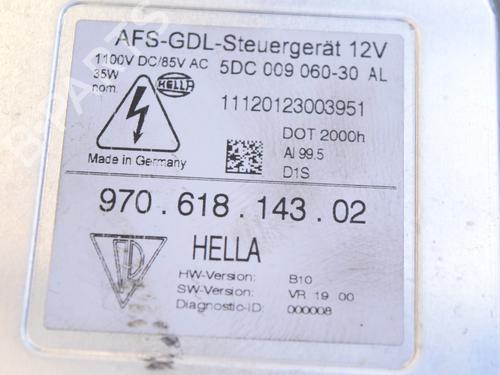 AFS-GDL-Steuergerät 12V
1100V DC/85V AC 5DC 009 060-30 AL
35W
nom.
HELLA
11120123003951
DOT 2000h
Al 99.5
D1S
Made in Germany
970.618.143.02
HELLA
HW-Version: B10
SW-Version: VR 19 00
Diagnostic-ID: 000008